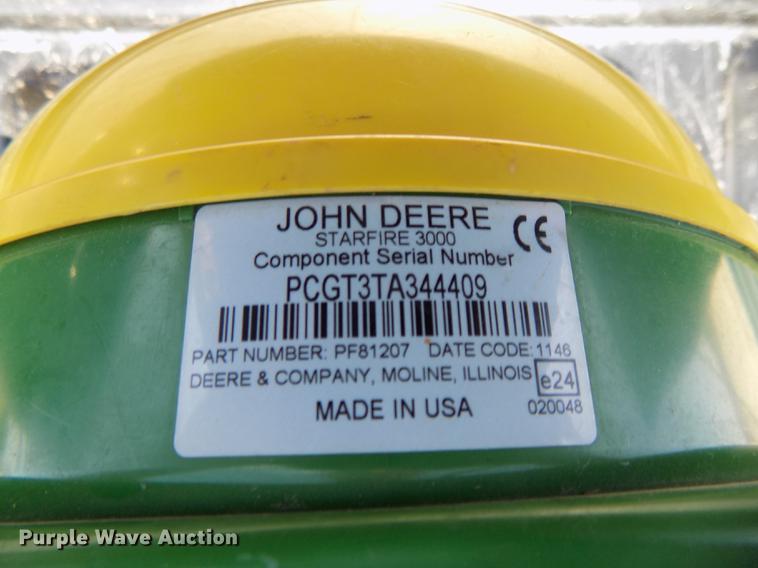 JOHN DEERE
STARFIRE 3000
CE
Component Serial Number
PCGT3TA344409
PART NUMBER: PF81207 DATE CODE: 1146
DEERE & COMPANY, MOLINE, ILLINOIS e24
MADE IN USA 020048
Purple Wave Auction